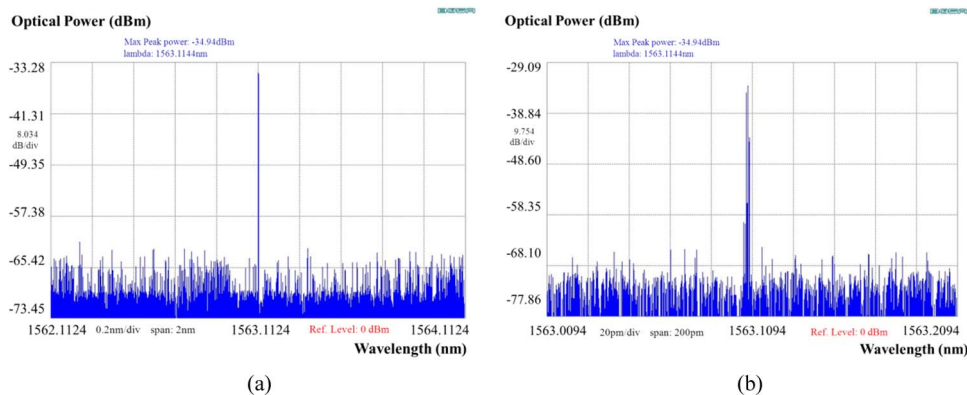 Optical Power (dBm)
Max Peak power: -34.94dBm
lambda: 1563.1144nm
-33.28
-41.31
8.034
dB/div
-49.35
-57.38
-65.42
-73.45
1562.1124 0.2nm/div span: 2nm 1563.1124 Ref. Level: 0 dBm 1564.1124
Wavelength (nm)
(a)
Optical Power (dBm)
Max Peak power: -34.94dBm
lambda: 1563.1144nm
-29.09
-38.84
9.754
dB/div
-48.60
-58.35
-68.10
-77.86
1563.0094 20pm/div span: 200pm 1563.1094 Ref. Level: 0 dBm 1563.2094
Wavelength (nm)
(b)